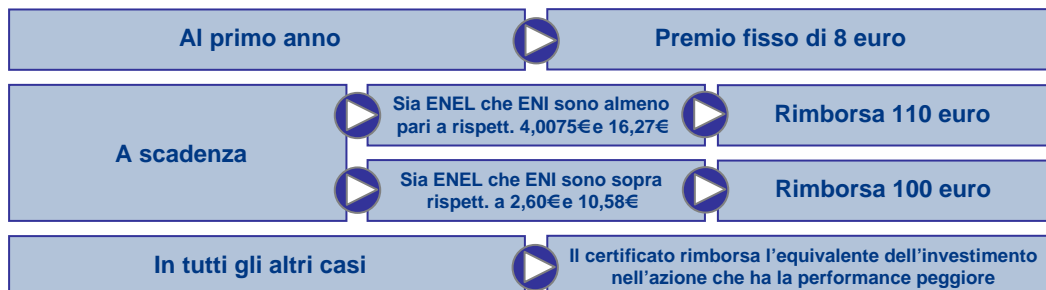 Al primo anno
Premio fisso di 8 euro
A scadenza
Sia ENEL che ENI sono almeno
pari a rispett. 4,0075€ e 16,27€
Rimborsa 110 euro
Sia ENEL che ENI sono sopra
rispett. a 2,60€ e 10,58€
Rimborsa 100 euro
In tutti gli altri casi
Il certificato rimborsa l'equivalente dell'investimento
nell'azione che ha la performance peggiore